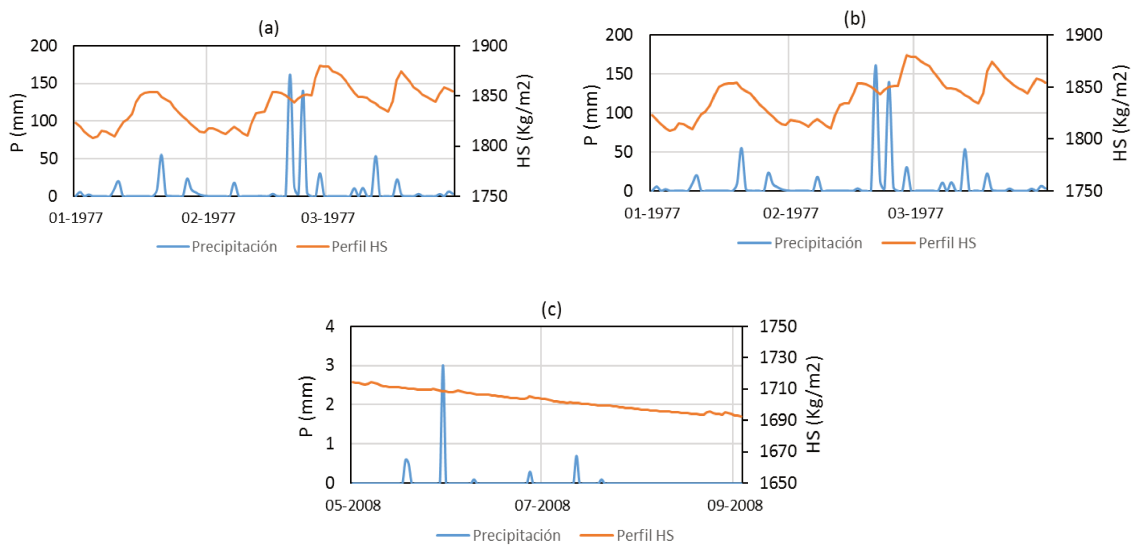 (a)
P (mm)
200
150
100
50
0
1900
1850
1800
1750
HS (Kg/m2)
01-1977 02-1977 03-1977
Precipitación Perfil HS
(b)
P (mm)
200
150
100
50
0
1900
1850
1800
1750
HS (Kg/m2)
01-1977 02-1977 03-1977
Precipitación Perfil HS
(c)
P (mm)
4
3
2
1
0
1750
1730
1710
1690
1670
1650
HS (Kg/m2)
05-2008 07-2008 09-2008
Precipitación Perfil HS